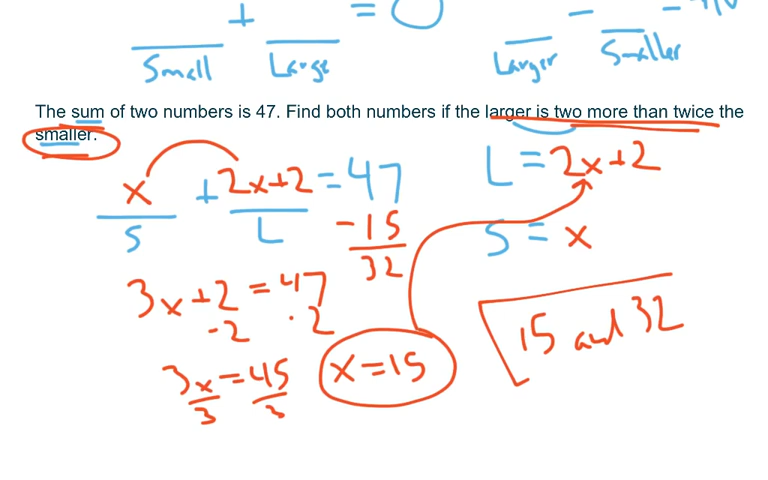 + = 0 -
Small Large Larger Smaller
The sum of two numbers is 47. Find both numbers if the larger is two more than twice the
smaller.
x + 2x+2 = 47 L = 2x+2
S L -15 S = x
32
3x+2 = 47
-2 -2 15 and 32
3x = 45 x = 15
3 3